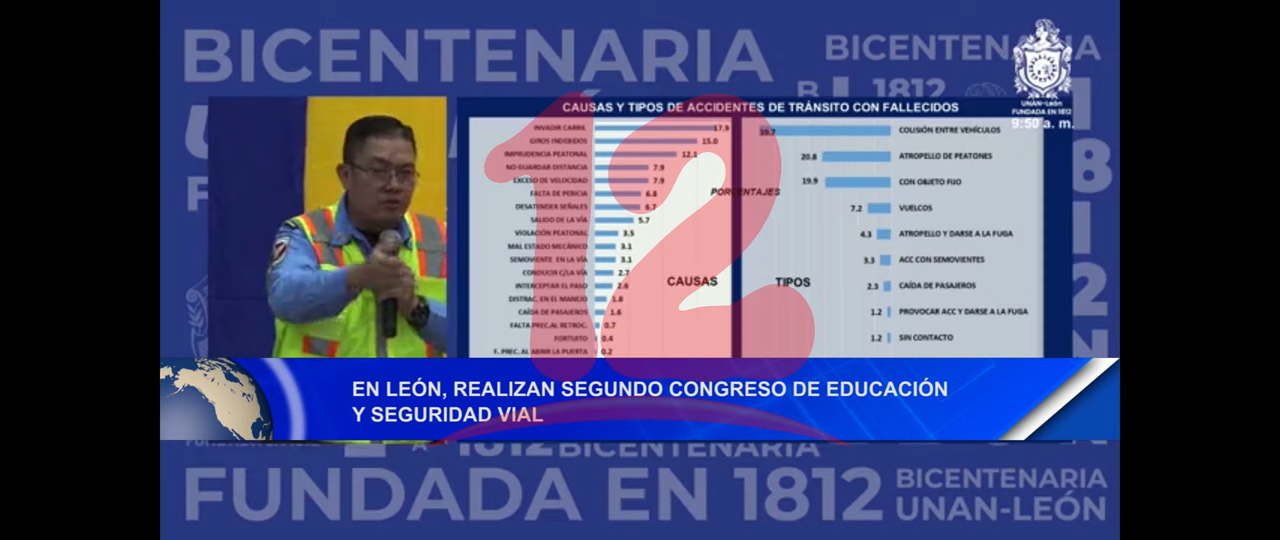 BICENTENARIA
BICENTENARIA
1812
UNAN-León
FUNDADA EN 1812
9:50 a. m.
CAUSAS Y TIPOS DE ACCIDENTES DE TRÁNSITO CON FALLECIDOS
INVADIR CARRIL 17.9
GIROS INDEBIDOS 15.0
IMPRUDENCIA PEATONAL 12.1
NO GUARDAR DISTANCIA 7.9
EXCESO DE VELOCIDAD 7.9
FALTA DE PERICIA 6.8
DESATENDER SEÑALES 6.7
SALIDO DE LA VÍA 5.7
VIOLACIÓN PEATONAL 3.5
MAL ESTADO MECÁNICO 3.1
SEMOVIENTE EN LA VÍA 3.1
CONDUCIR C/LA VÍA 2.7
INTERCEPTAR EL PASO 2.6
DISTRAC. EN EL MANEJO 1.8
CAÍDA DE PASAJEROS 1.6
FALTA PREC.AL RETROC. 0.7
FORTUITO 0.4
F. PREC. AL ABRIR LA PUERTA 0.2
CAUSAS
PORCENTAJES
39.7 COLISIÓN ENTRE VEHÍCULOS
20.8 ATROPELLO DE PEATONES
19.9 CON OBJETO FIJO
7.2 VUELCOS
4.3 ATROPELLO Y DARSE A LA FUGA
3.3 ACC CON SEMOVIENTES
2.3 CAÍDA DE PASAJEROS
1.2 PROVOCAR ACC Y DARSE A LA FUGA
1.2 SIN CONTACTO
TIPOS
12
EN LEÓN, REALIZAN SEGUNDO CONGRESO DE EDUCACIÓN
Y SEGURIDAD VIAL
1812 BICENTENARIA
FUNDADA EN 1812
BICENTENARIA
UNAN-LEÓN